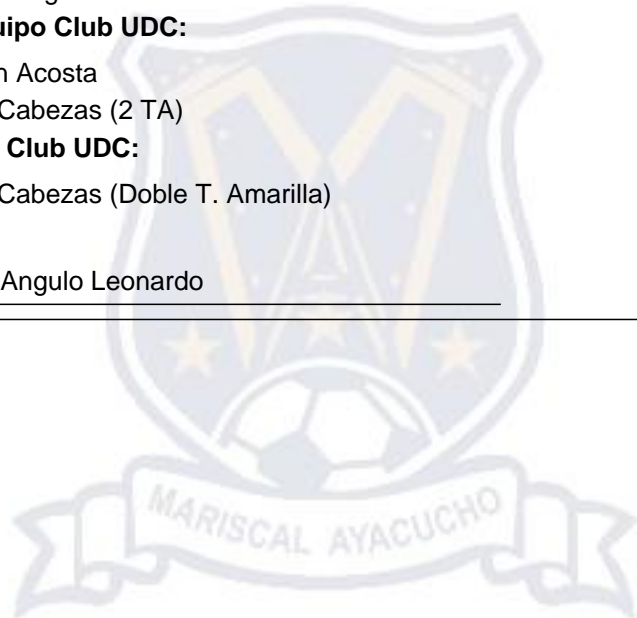 uipo Club UDC:
n Acosta
Cabezas (2 TA)
Club UDC:
Cabezas (Doble T. Amarilla)
Angulo Leonardo
MARISCAL AYACUCHO